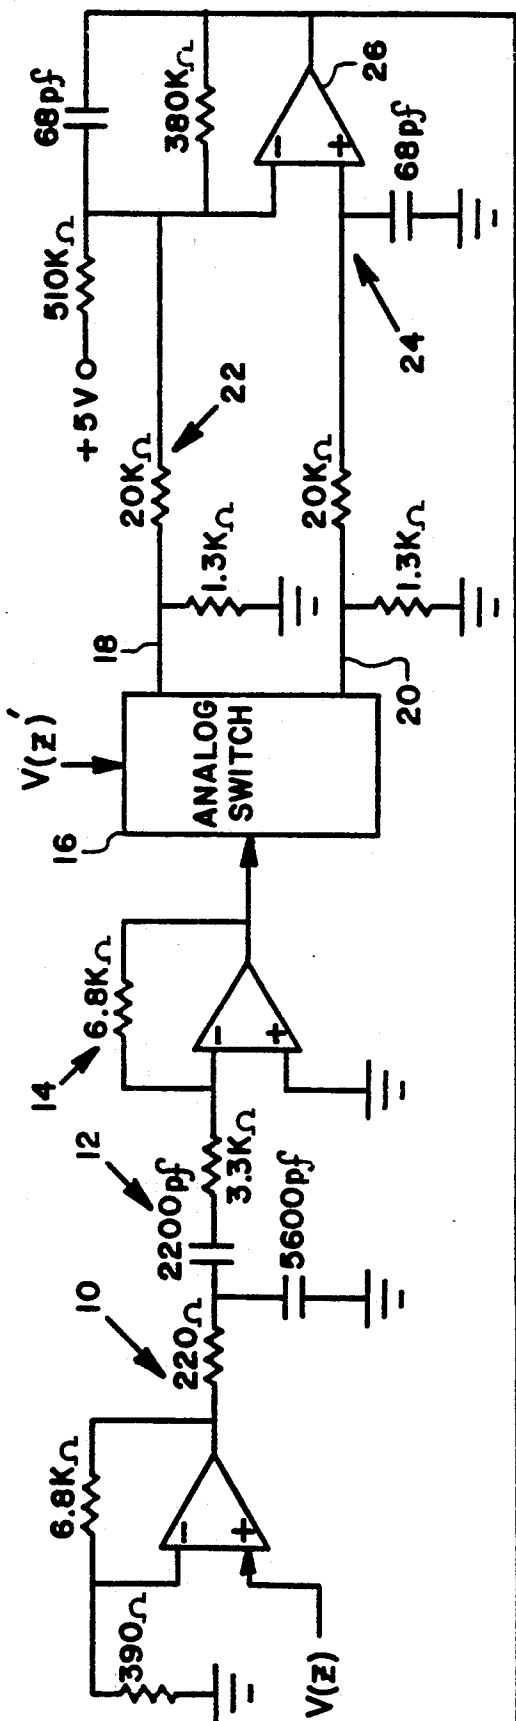 V(z)
390Ω
6.8KΩ
10
220Ω
5600pf
12
2200pf
3.3KΩ
14
6.8KΩ
-
+
-
+
16
V(z)'
ANALOG
SWITCH
18
20
1.3KΩ
1.3KΩ
20KΩ
20KΩ
22
24
+5V
510KΩ
68pf
380KΩ
-
+
26
68pf